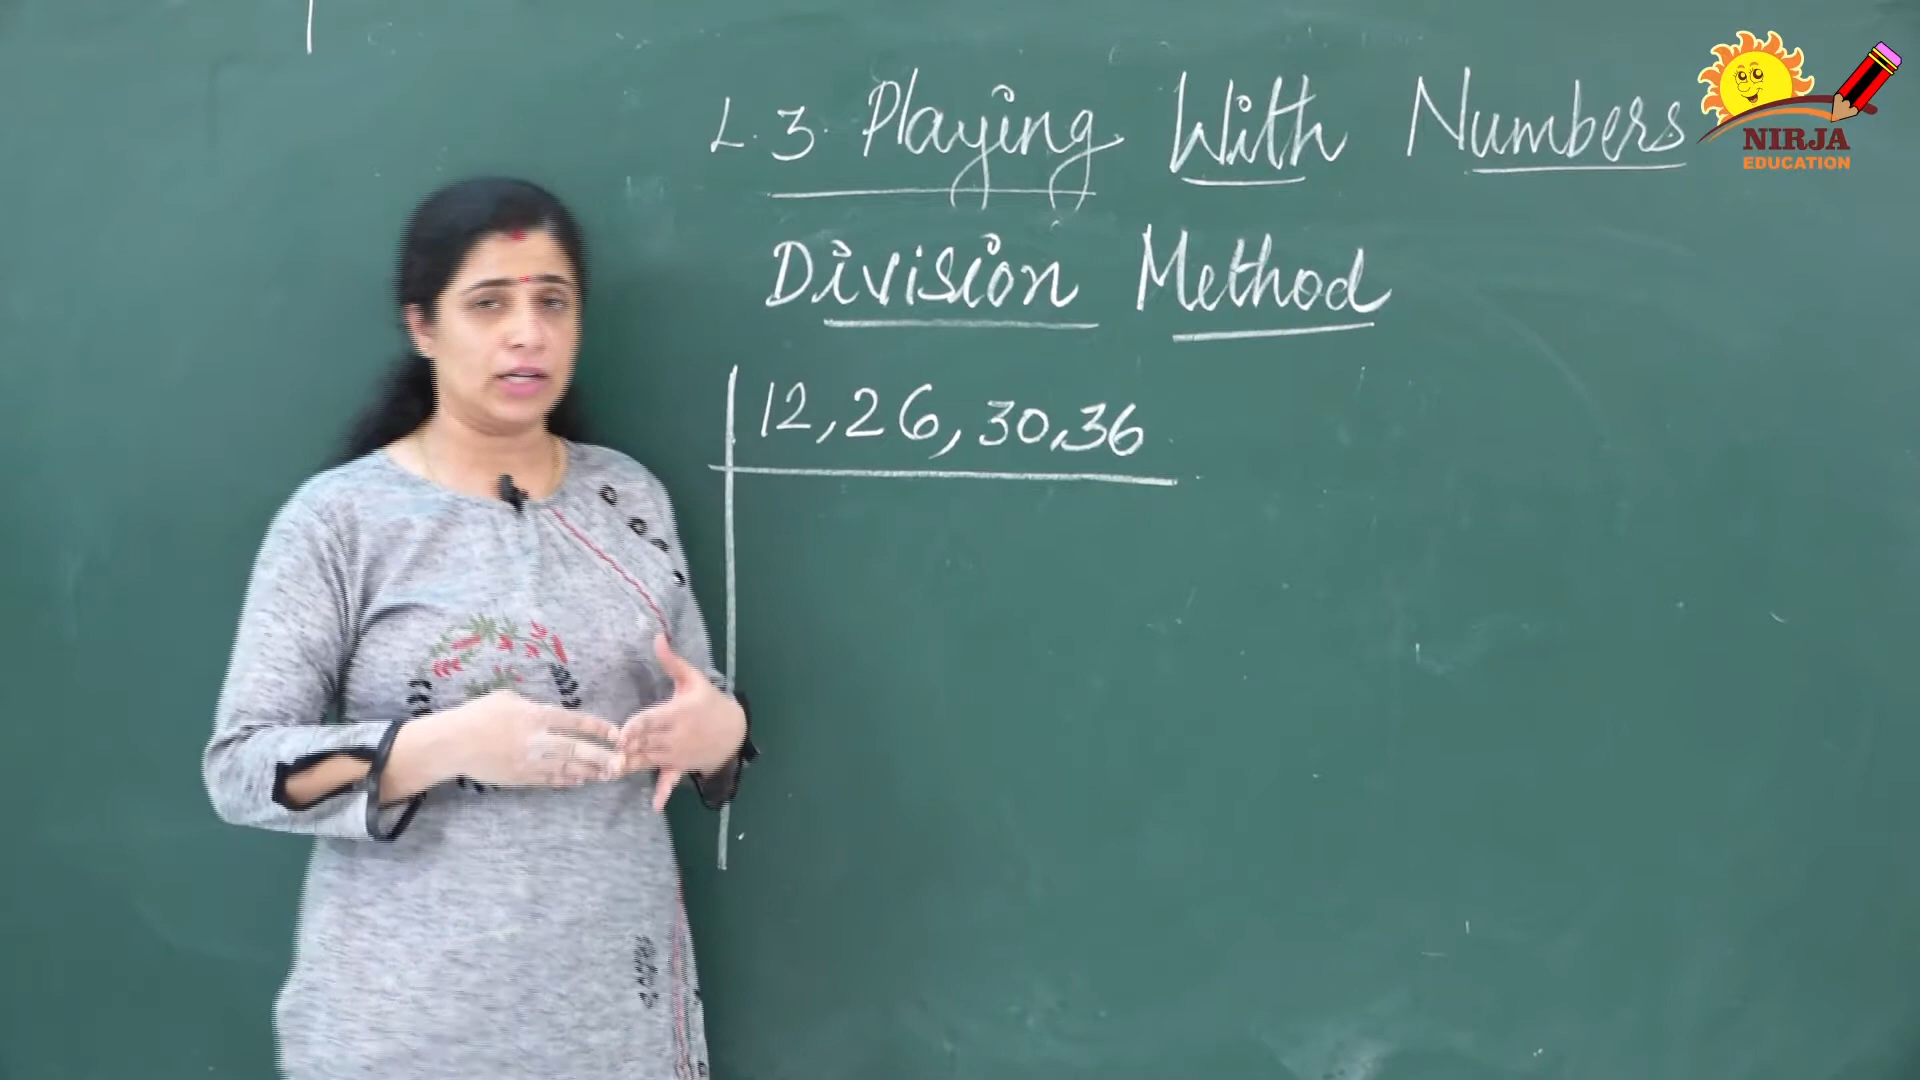 L.3. Playing With Numbers
NIRJA
EDUCATION
Division Method
12, 26, 30, 36